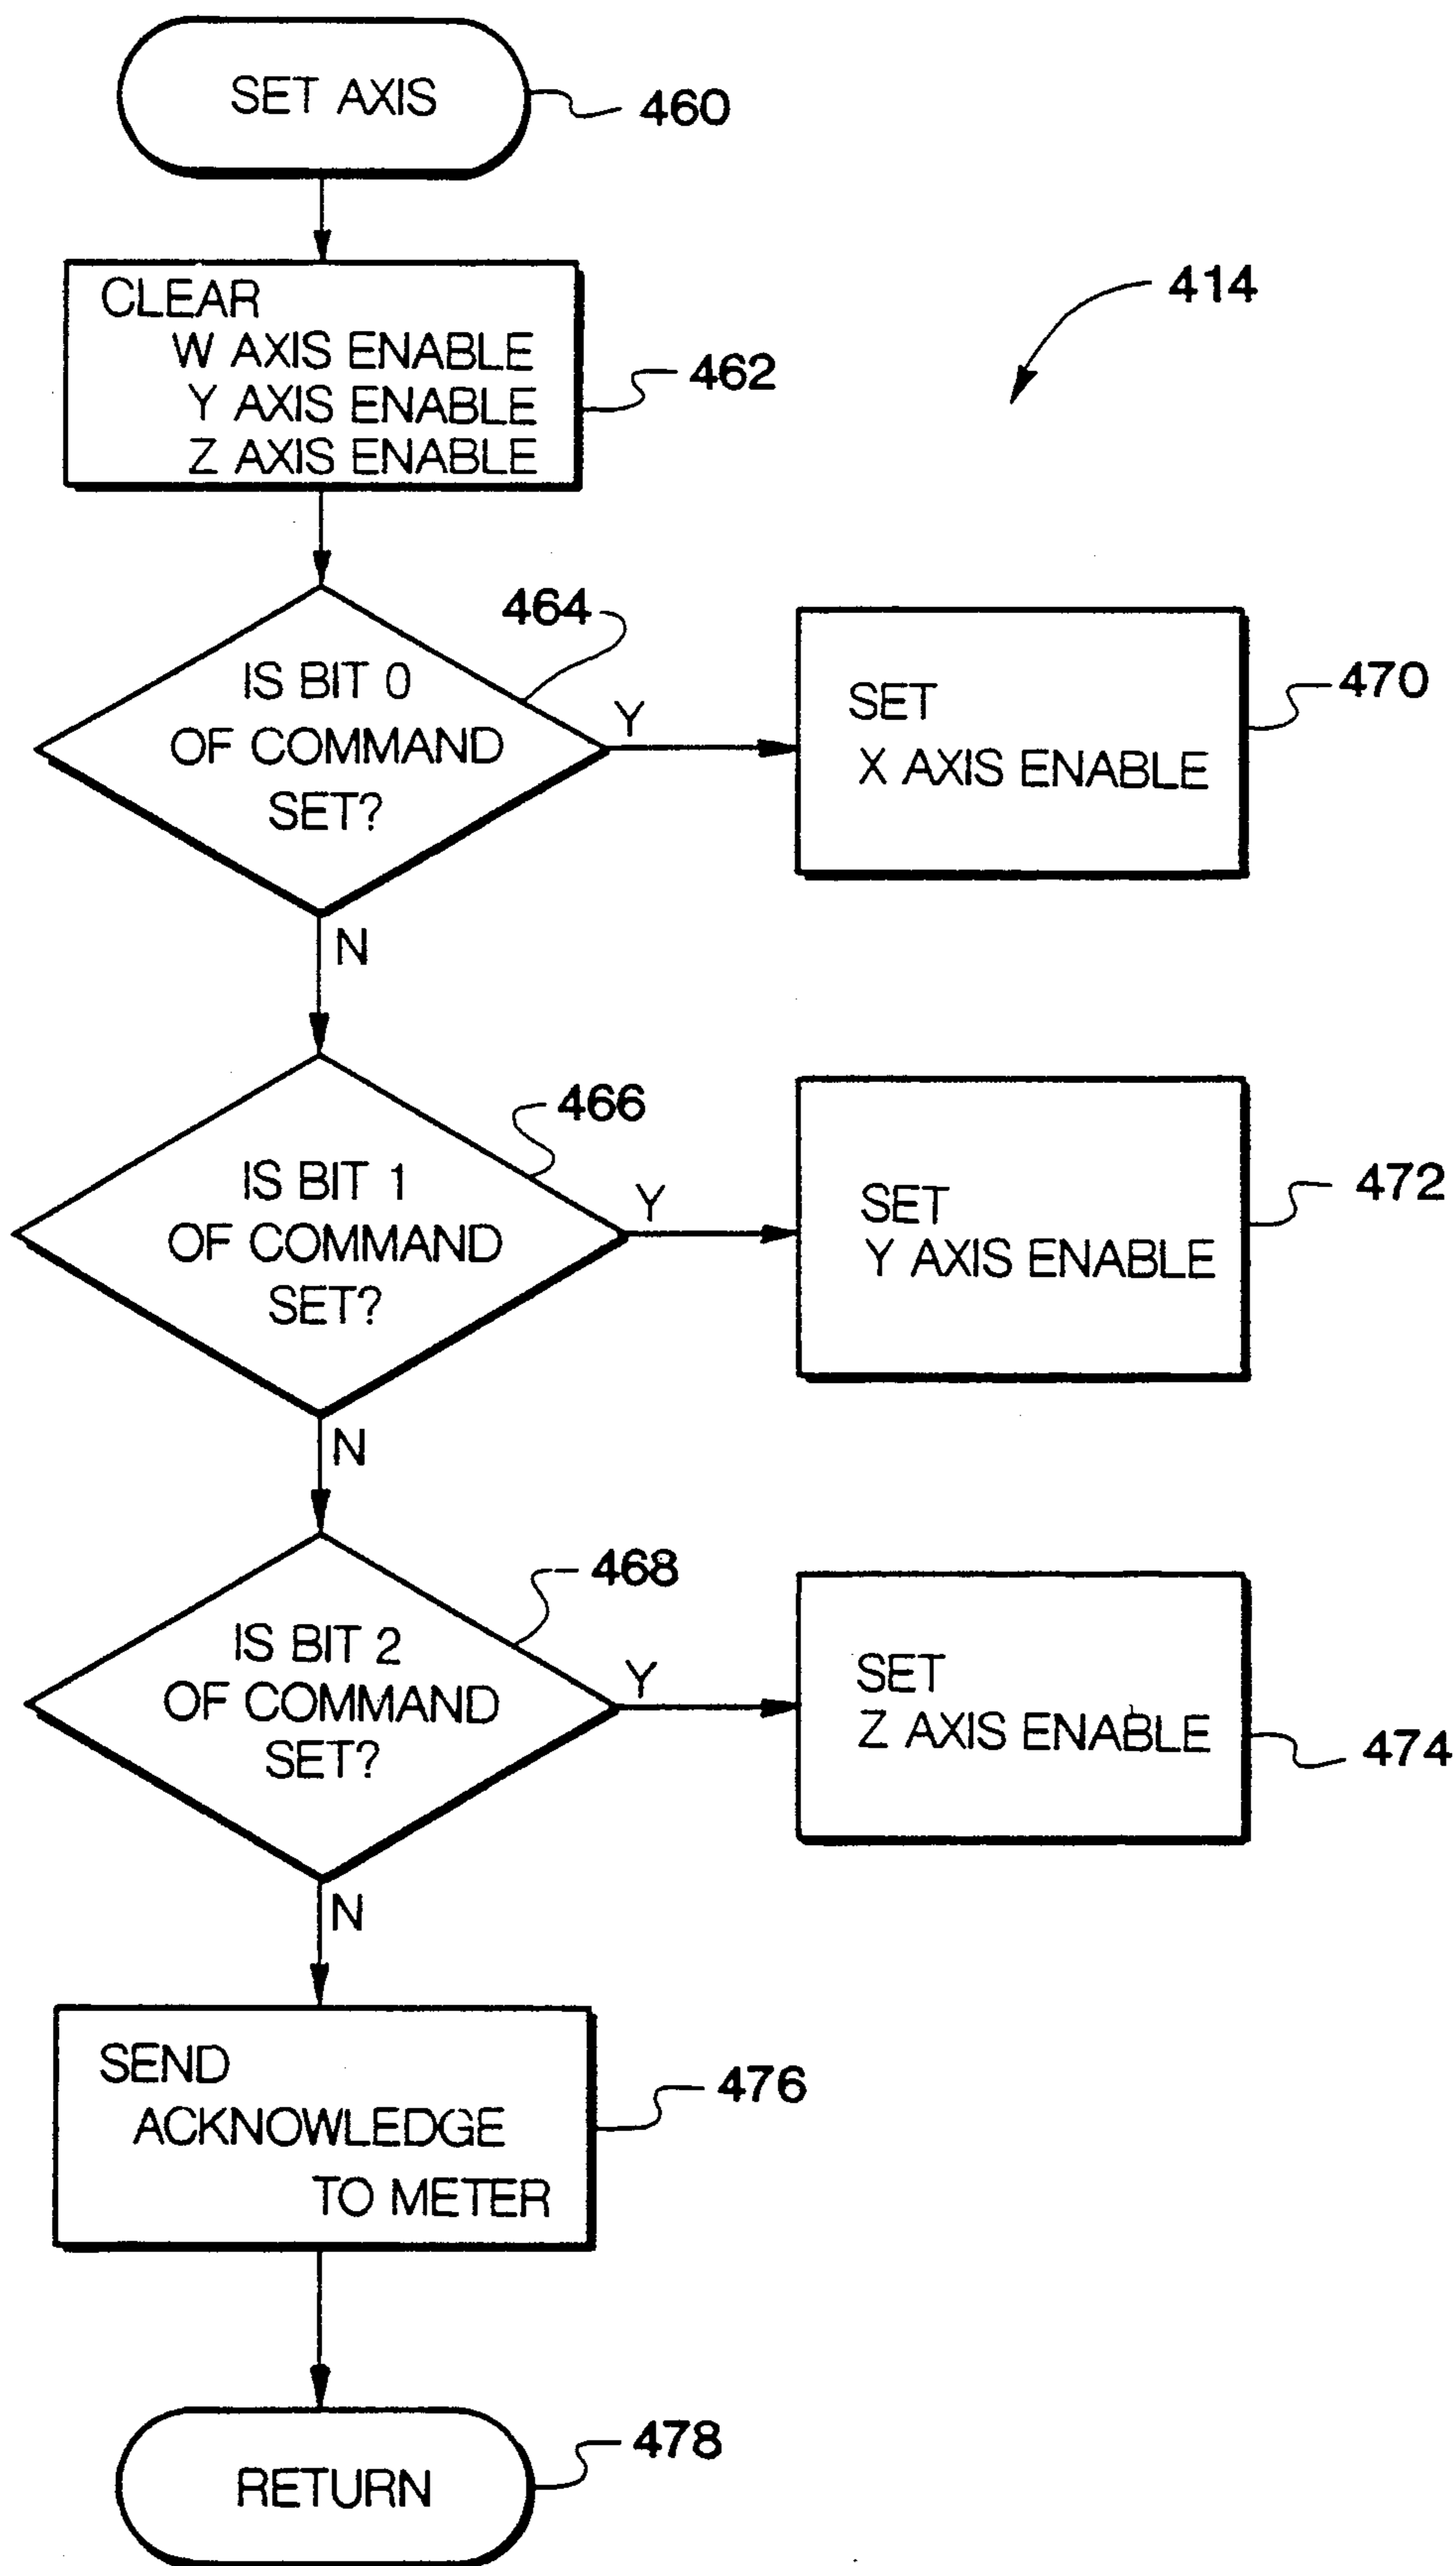 SET AXIS
460
CLEAR
W AXIS ENABLE
Y AXIS ENABLE
Z AXIS ENABLE
462
414
464
IS BIT 0
OF COMMAND
SET?
Y
SET
X AXIS ENABLE
470
N
466
IS BIT 1
OF COMMAND
SET?
Y
SET
Y AXIS ENABLE
472
N
468
IS BIT 2
OF COMMAND
SET?
Y
SET
Z AXIS ENABLE
474
N
SEND
ACKNOWLEDGE
TO METER
476
RETURN
478